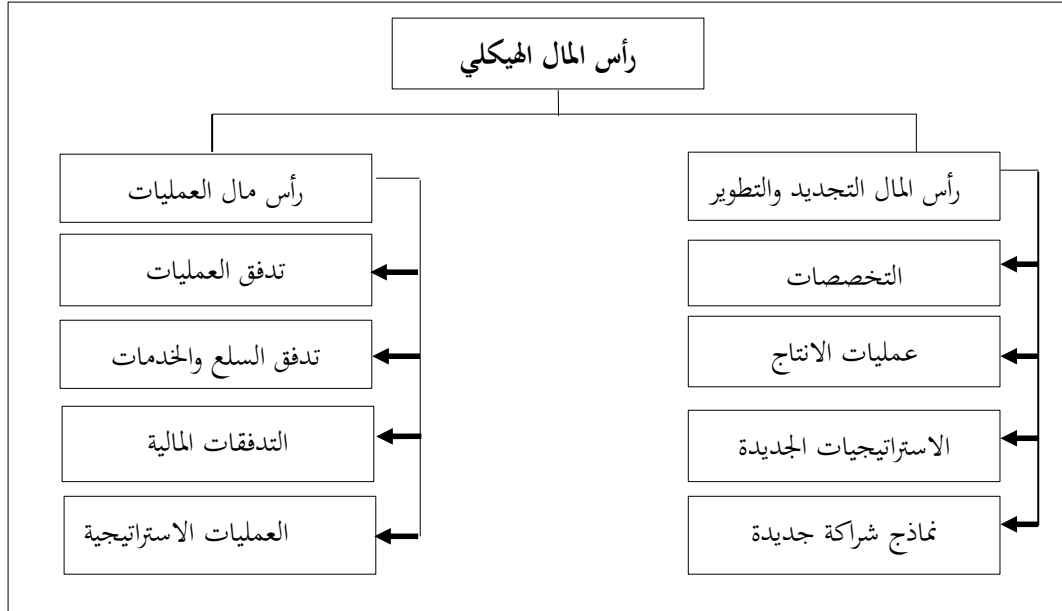 رأس المال الهيكلي
رأس المال التجديد والتطوير
التخصصات
عمليات الانتاج
الاستراتيجيات الجديدة
نماذج شراكة جديدة
رأس مال العمليات
تدفق العمليات
تدفق السلع والخدمات
التدفقات المالية
العمليات الاستراتيجية